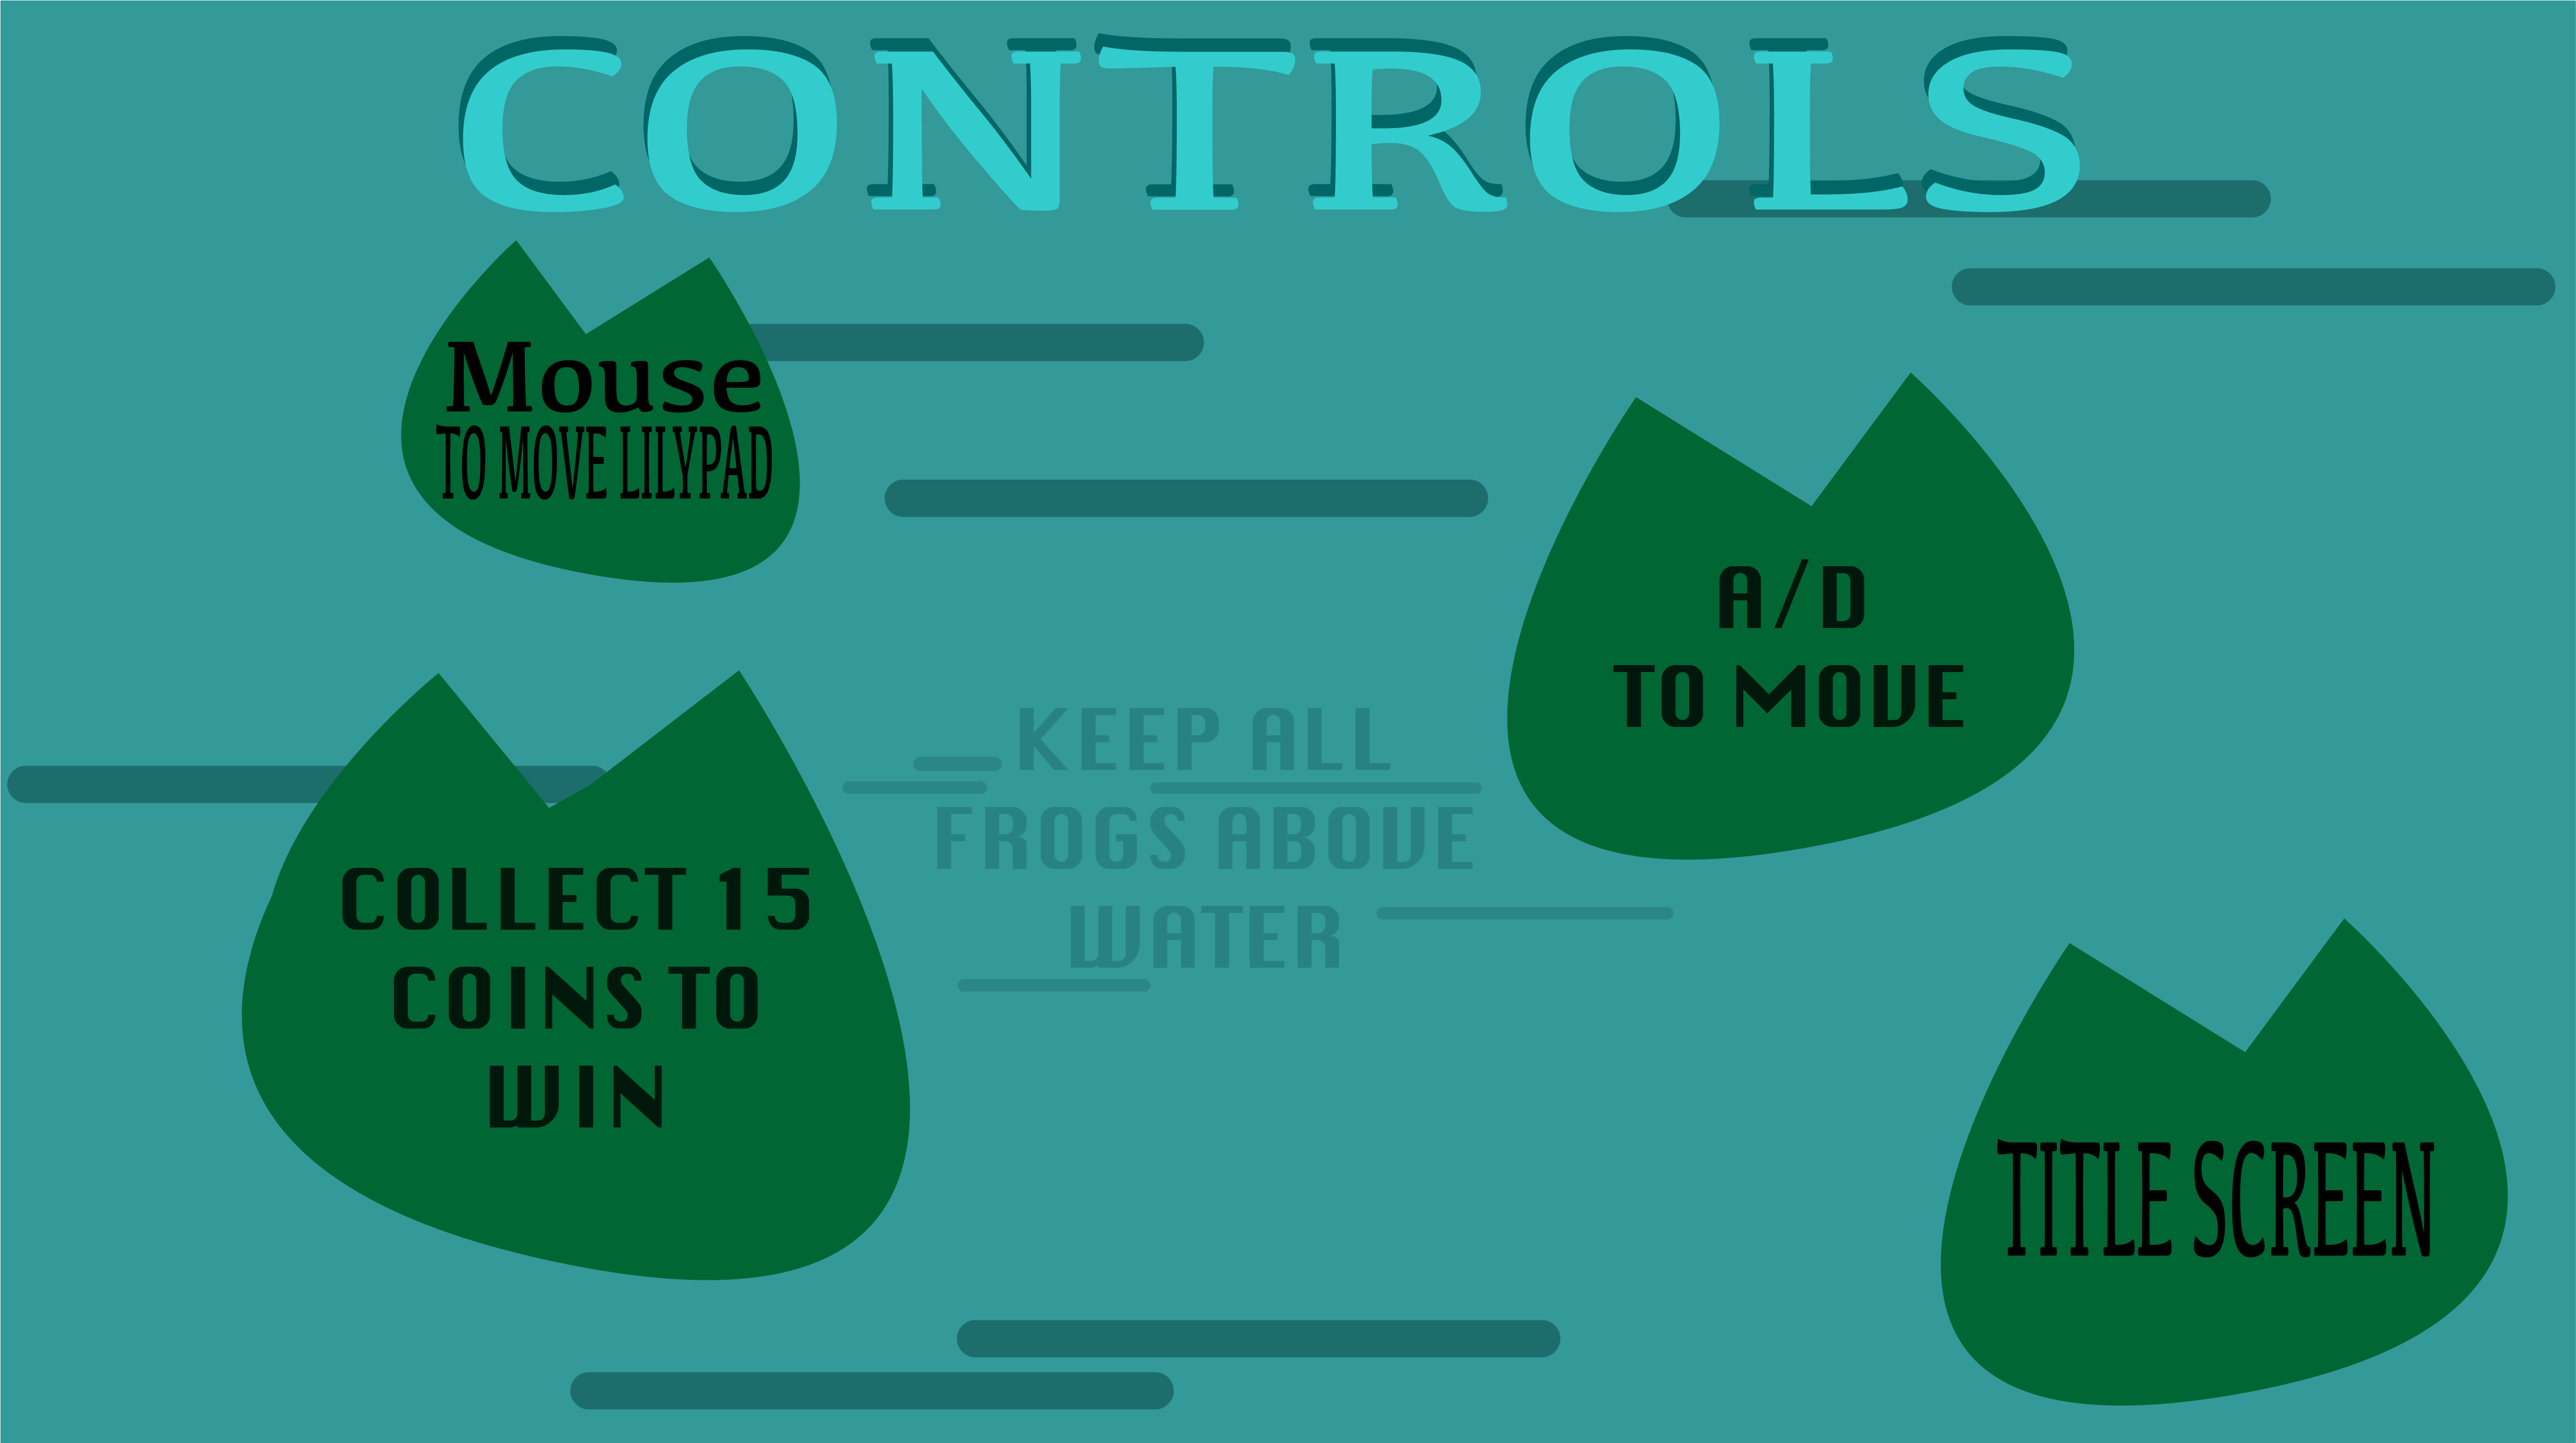 CONTROLS
Mouse
TO MOVE LILYPAD
A/D
TO MOVE
KEEP ALL
FROGS ABOVE
WATER
COLLECT 15
COINS TO
WIN
TITLE SCREEN